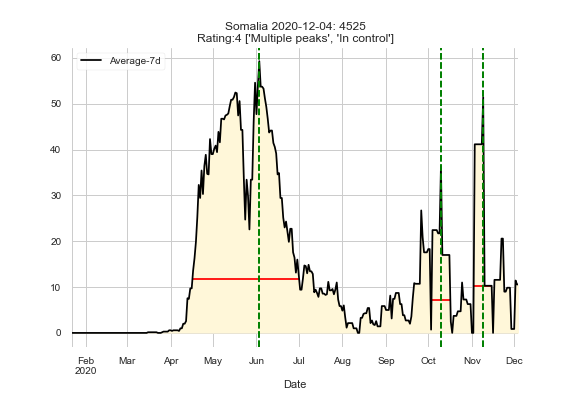 Somalia 2020-12-04: 4525
Rating:4 ['Multiple peaks', 'In control']
Average-7d
60
50
40
30
20
10
0
Feb Mar Apr May Jun Jul Aug Sep Oct Nov Dec
2020
Date